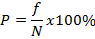 P = f/N x100%